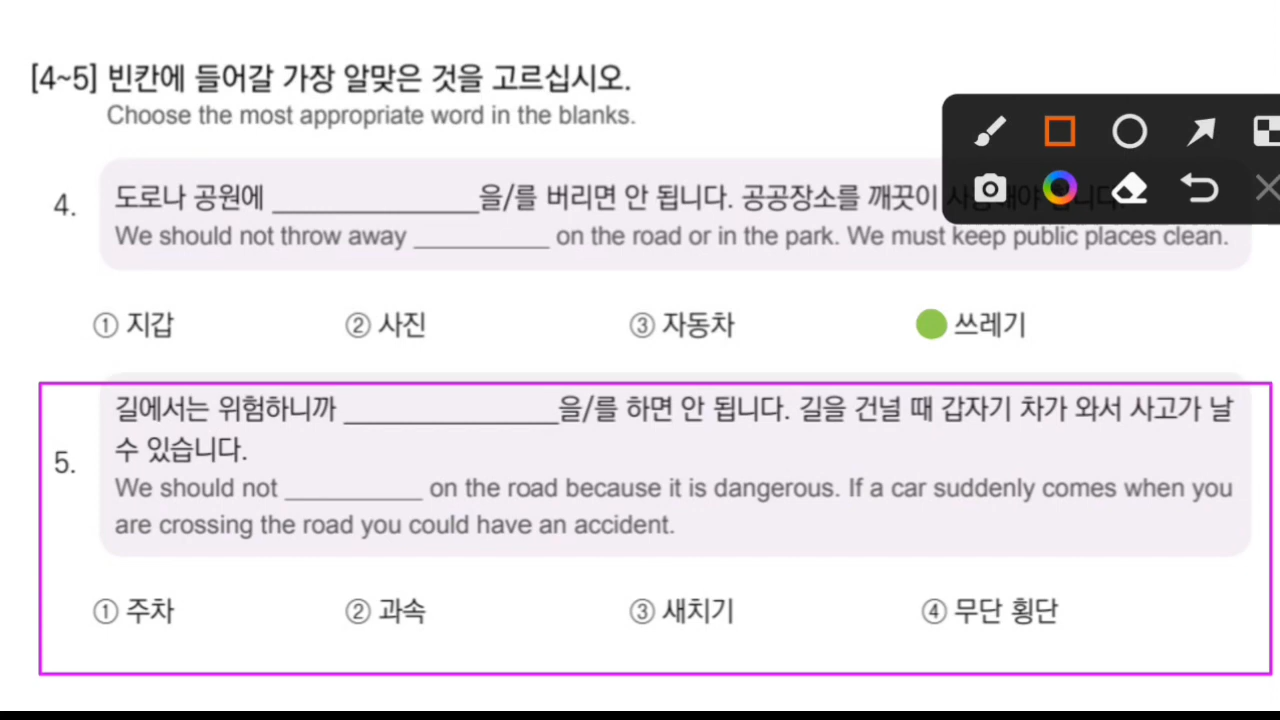 [4~5] 빈칸에 들어갈 가장 알맞은 것을 고르십시오.
Choose the most appropriate word in the blanks.
4. 도로나 공원에 ______________을/를 버리면 안 됩니다. 공공장소를 깨끗이 사용해야 합니다.
We should not throw away __________ on the road or in the park. We must keep public places clean.
① 지갑 ② 사진 ③ 자동차 쓰레기
길에서는 위험하니까 ______________을/를 하면 안 됩니다. 길을 건널 때 갑자기 차가 와서 사고가 날
수 있습니다.
5.
We should not __________ on the road because it is dangerous. If a car suddenly comes when you
are crossing the road you could have an accident.
① 주차 ② 과속 ③ 새치기 ④ 무단 횡단